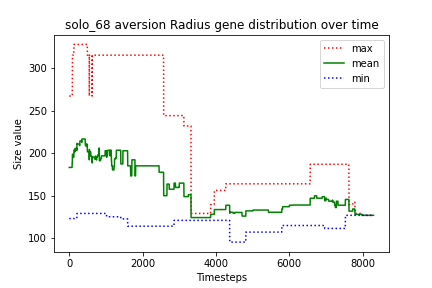 solo_68 aversion Radius gene distribution over time
max
mean
min
Size value
300
250
200
150
100
0
2000
4000
6000
8000
Timesteps